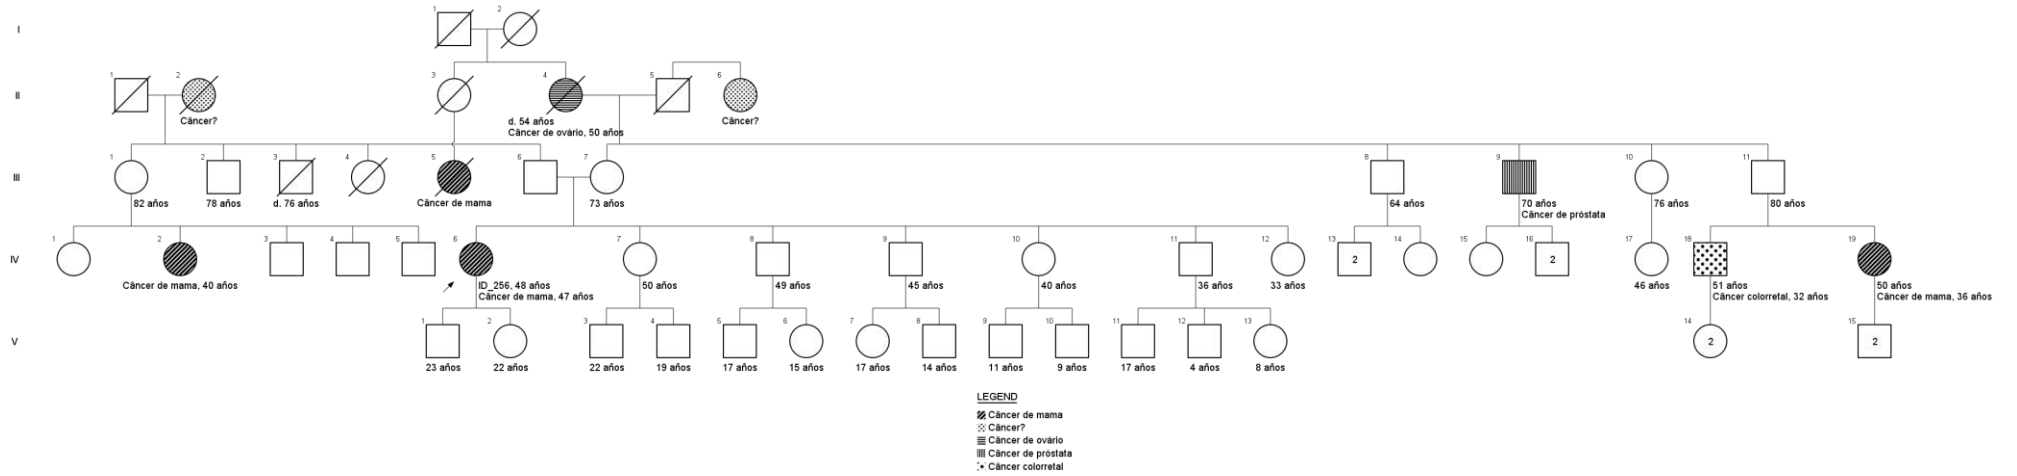 I
1
2
II
1
2
3
4
5
6
Câncer?
d. 54 años
Câncer?
Câncer de ovário, 50 años
III
1
2
3
4
5
6
7
8
9
10
11
82 años
78 años
d. 76 años
Câncer de mama
73 años
64 años
70 años
76 años
80 años
Câncer de próstata
IV
1
2
3
4
5
6
7
8
9
10
11
12
13
14
15
16
17
18
19
2
2
Câncer de mama, 40 años
ID_256, 48 años
50 años
49 años
45 años
40 años
36 años
33 años
46 años
51 años
50 años
Câncer de mama, 47 años
Câncer colorretal, 32 años
Câncer de mama, 36 años
V
1
2
3
4
5
6
7
8
9
10
11
12
13
14
15
2
2
23 años
22 años
22 años
19 años
17 años
15 años
17 años
14 años
11 años
9 años
17 años
4 años
8 años
LEGEND
Câncer de mama
Câncer?
Câncer de ovário
Câncer de próstata
Câncer colorretal